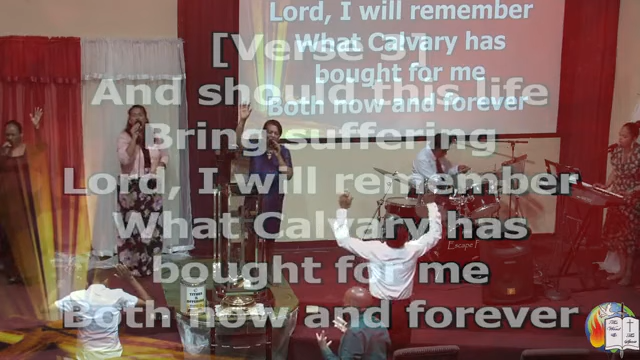 Lord, I will remember
What Calvary has
bought for me
Both now and forever
[Verse 3]
And should this life
Bring suffering
Lord, I will remember
What Calvary has
bought for me
Both now and forever